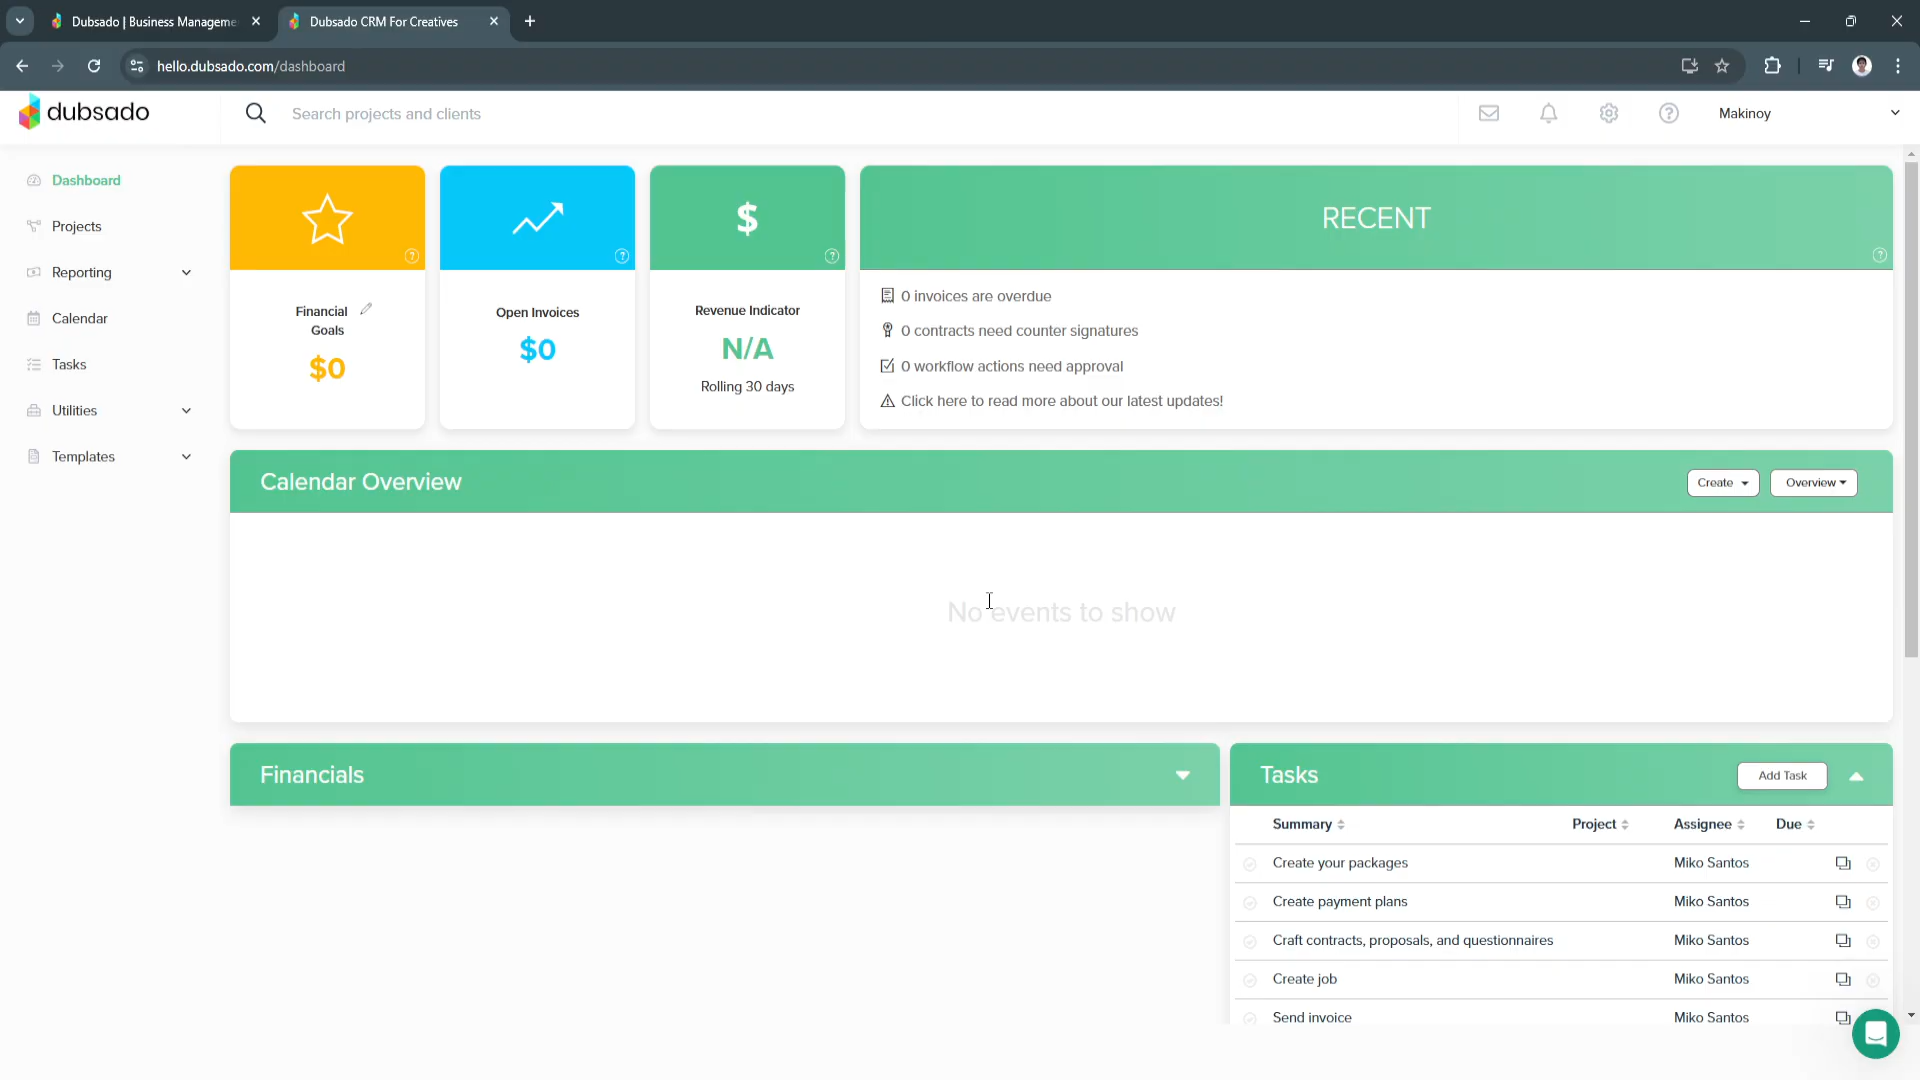 Dubsado | Business Manageme
Dubsado CRM For Creatives
hello.dubsado.com/dashboard
dubsado
Search projects and clients
Makinoy
Dashboard
Projects
Reporting
Calendar
Tasks
Utilities
Templates
Financial
Goals
$0
Open Invoices
$0
$
Revenue Indicator
N/A
Rolling 30 days
RECENT
0 invoices are overdue
0 contracts need counter signatures
0 workflow actions need approval
Click here to read more about our latest updates!
Calendar Overview
Create
Overview
No events to show
Financials
Tasks
Add Task
Summary Project Assignee Due
Create your packages Miko Santos
Create payment plans Miko Santos
Craft contracts, proposals, and questionnaires Miko Santos
Create job Miko Santos
Send invoice Miko Santos